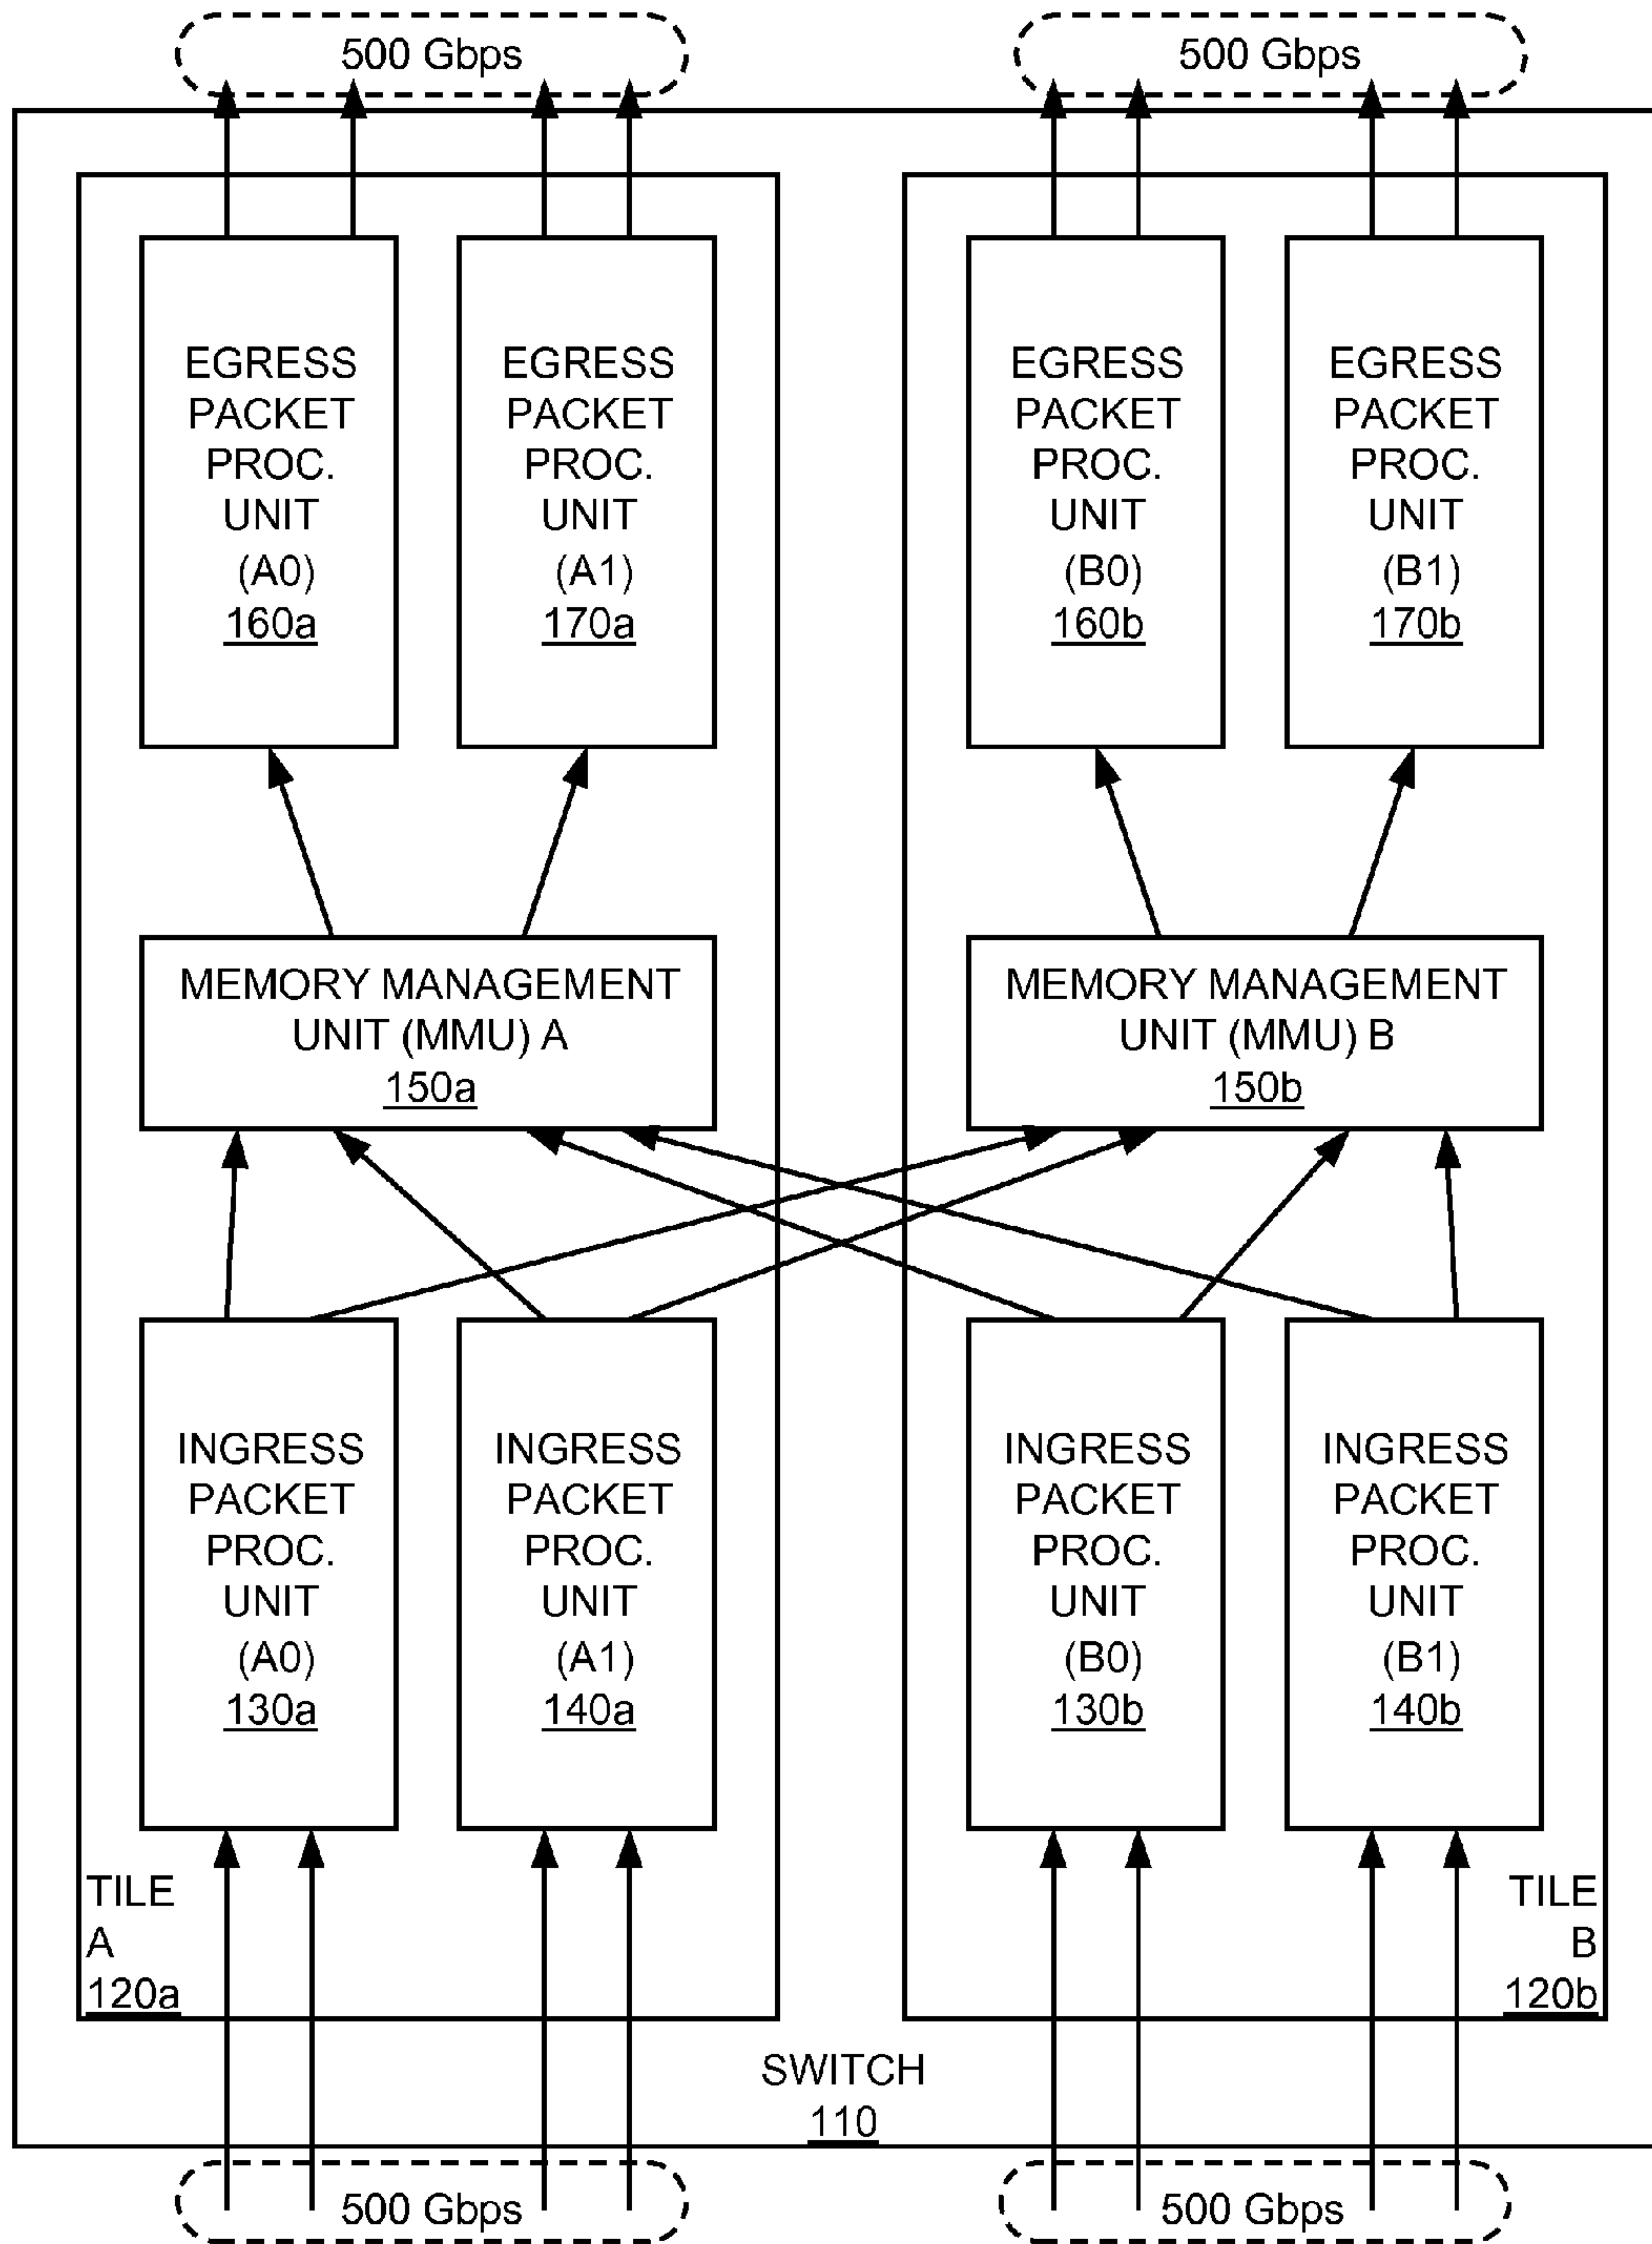 500 Gbps
500 Gbps
EGRESS
PACKET
PROC.
UNIT
(A0)
160a
EGRESS
PACKET
PROC.
UNIT
(A1)
170a
EGRESS
PACKET
PROC.
UNIT
(B0)
160b
EGRESS
PACKET
PROC.
UNIT
(B1)
170b
MEMORY MANAGEMENT
UNIT (MMU) A
150a
MEMORY MANAGEMENT
UNIT (MMU) B
150b
INGRESS
PACKET
PROC.
UNIT
(A0)
130a
INGRESS
PACKET
PROC.
UNIT
(A1)
140a
INGRESS
PACKET
PROC.
UNIT
(B0)
130b
INGRESS
PACKET
PROC.
UNIT
(B1)
140b
TILE
A
120a
TILE
B
120b
SWITCH
110
500 Gbps
500 Gbps